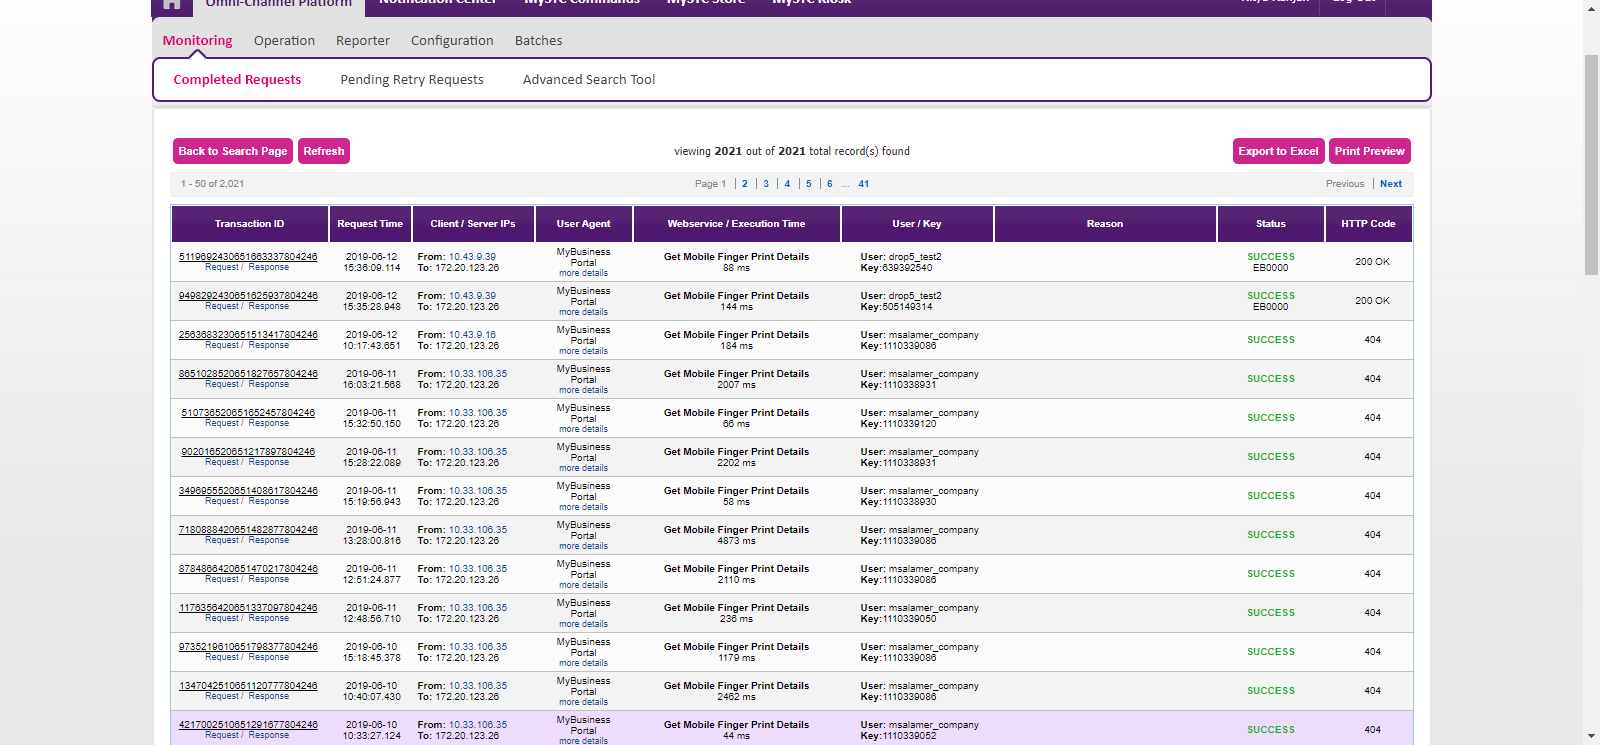 Omni-Channel Platform Notification Center MySTC Commands MySTC Store MySTC Kiosk
Monitoring Operation Reporter Configuration Batches
Completed Requests Pending Retry Requests Advanced Search Tool
Back to Search Page Refresh viewing 2021 out of 2021 total record(s) found Export to Excel Print Preview
1 - 50 of 2,021 Page 1 | 2 | 3 | 4 | 5 | 6 ... 41 Previous | Next
Transaction ID Request Time Client / Server IPs User Agent Webservice / Execution Time User / Key Reason Status HTTP Code
5119692430651663337804246 2019-06-12 From: 10.43.9.39 MyBusiness Get Mobile Finger Print Details User: drop5_test2 SUCCESS 200 OK
Request / Response 15:36:09.114 To: 172.20.123.26 Portal 88 ms Key:639392540 EB0000
more details
9498292430651625937804246 2019-06-12 From: 10.43.9.39 MyBusiness Get Mobile Finger Print Details User: drop5_test2 SUCCESS 200 OK
Request / Response 15:35:28.948 To: 172.20.123.26 Portal 144 ms Key:505149314 EB0000
more details
2563683230651513417804246 2019-06-12 From: 10.43.9.16 MyBusiness Get Mobile Finger Print Details User: msalamer_company SUCCESS 404
Request / Response 10:17:43.651 To: 172.20.123.26 Portal 184 ms Key:1110339086
more details
8651028520651827657804246 2019-06-11 From: 10.33.106.35 MyBusiness Get Mobile Finger Print Details User: msalamer_company SUCCESS 404
Request / Response 16:03:21.568 To: 172.20.123.26 Portal 2007 ms Key:1110338931
more details
510736520651652457804246 2019-06-11 From: 10.33.106.35 MyBusiness Get Mobile Finger Print Details User: msalamer_company SUCCESS 404
Request / Response 15:32:50.150 To: 172.20.123.26 Portal 66 ms Key:1110339120
more details
902016520651217897804246 2019-06-11 From: 10.33.106.35 MyBusiness Get Mobile Finger Print Details User: msalamer_company SUCCESS 404
Request / Response 15:28:22.089 To: 172.20.123.26 Portal 2202 ms Key:1110338931
more details
3496955520651408617804246 2019-06-11 From: 10.33.106.35 MyBusiness Get Mobile Finger Print Details User: msalamer_company SUCCESS 404
Request / Response 15:19:56.943 To: 172.20.123.26 Portal 58 ms Key:1110338930
more details
7180888420651482877804246 2019-06-11 From: 10.33.106.35 MyBusiness Get Mobile Finger Print Details User: msalamer_company SUCCESS 404
Request / Response 13:28:00.816 To: 172.20.123.26 Portal 4873 ms Key:1110339086
more details
8784866420651470217804246 2019-06-11 From: 10.33.106.35 MyBusiness Get Mobile Finger Print Details User: msalamer_company SUCCESS 404
Request / Response 12:51:24.877 To: 172.20.123.26 Portal 2110 ms Key:1110339086
more details
1176356420651337097804246 2019-06-11 From: 10.33.106.35 MyBusiness Get Mobile Finger Print Details User: msalamer_company SUCCESS 404
Request / Response 12:48:56.710 To: 172.20.123.26 Portal 236 ms Key:1110339050
more details
9735219610651798377804246 2019-06-10 From: 10.33.106.35 MyBusiness Get Mobile Finger Print Details User: msalamer_company SUCCESS 404
Request / Response 15:18:45.378 To: 172.20.123.26 Portal 1179 ms Key:1110339086
more details
1347042510651120777804246 2019-06-10 From: 10.33.106.35 MyBusiness Get Mobile Finger Print Details User: msalamer_company SUCCESS 404
Request / Response 10:40:07.430 To: 172.20.123.26 Portal 2462 ms Key:1110339086
more details
4217002510651291677804246 2019-06-10 From: 10.33.106.35 MyBusiness Get Mobile Finger Print Details User: msalamer_company SUCCESS 404
Request / Response 10:33:27.124 To: 172.20.123.26 Portal 44 ms Key:1110339052
more details